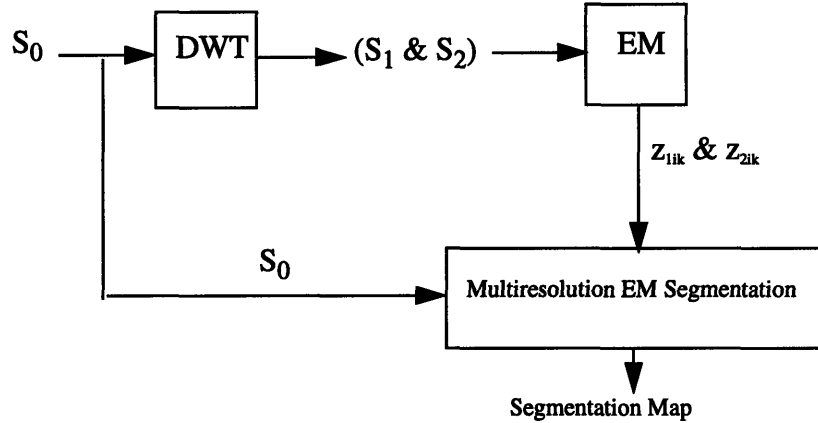 S₀
DWT
(S₁ & S₂)
EM
z₁ᵢₖ & z₂ᵢₖ
S₀
Multiresolution EM Segmentation
Segmentation Map